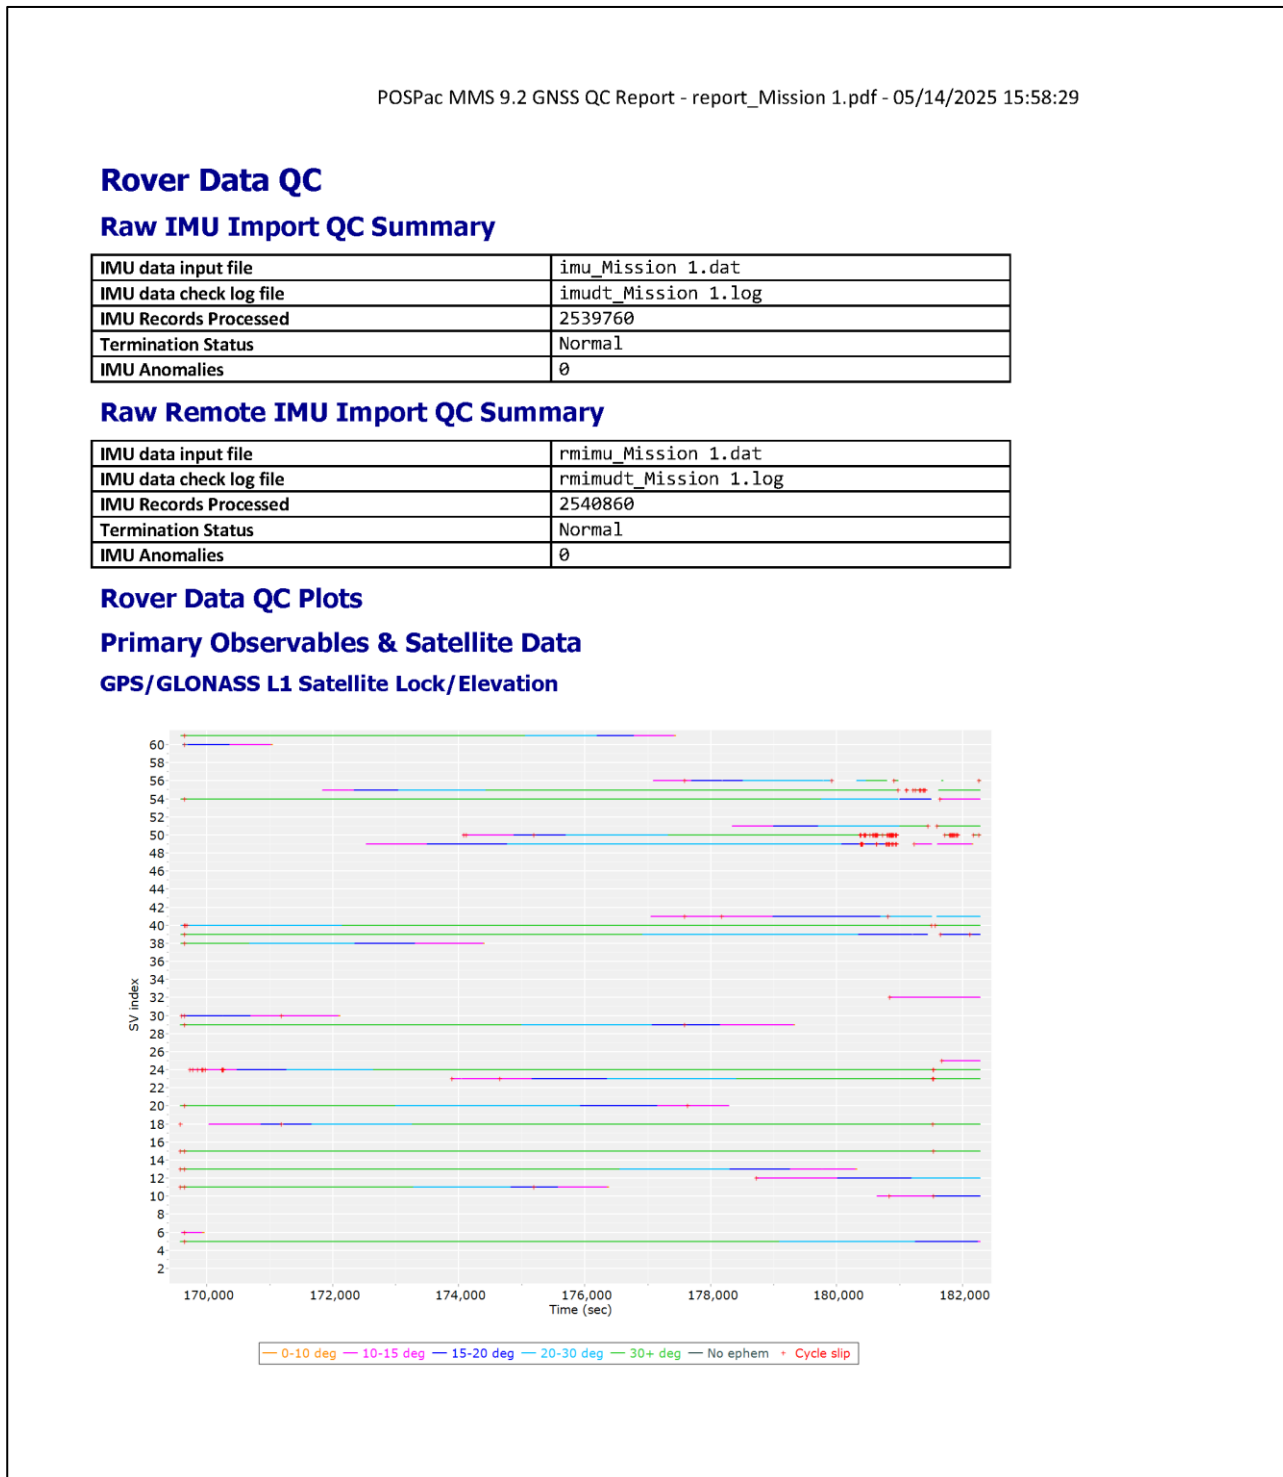 POSPac MMS 9.2 GNSS QC Report - report_Mission 1.pdf - 05/14/2025 15:58:29
Rover Data QC
Raw IMU Import QC Summary
IMU data input file imu_Mission 1.dat
IMU data check log file imudt_Mission 1.log
IMU Records Processed 2539760
Termination Status Normal
IMU Anomalies 0
Raw Remote IMU Import QC Summary
IMU data input file rmimu_Mission 1.dat
IMU data check log file rmimudt_Mission 1.log
IMU Records Processed 2540860
Termination Status Normal
IMU Anomalies 0
Rover Data QC Plots
Primary Observables & Satellite Data
GPS/GLONASS L1 Satellite Lock/Elevation
60
58
56
54
52
50
48
46
44
42
40
38
36
34
32
30
28
26
24
22
20
18
16
14
12
10
8
6
4
2
SV index
170,000 172,000 174,000 176,000 178,000 180,000 182,000
Time (sec)
0-10 deg 10-15 deg 15-20 deg 20-30 deg 30+ deg No ephem Cycle slip